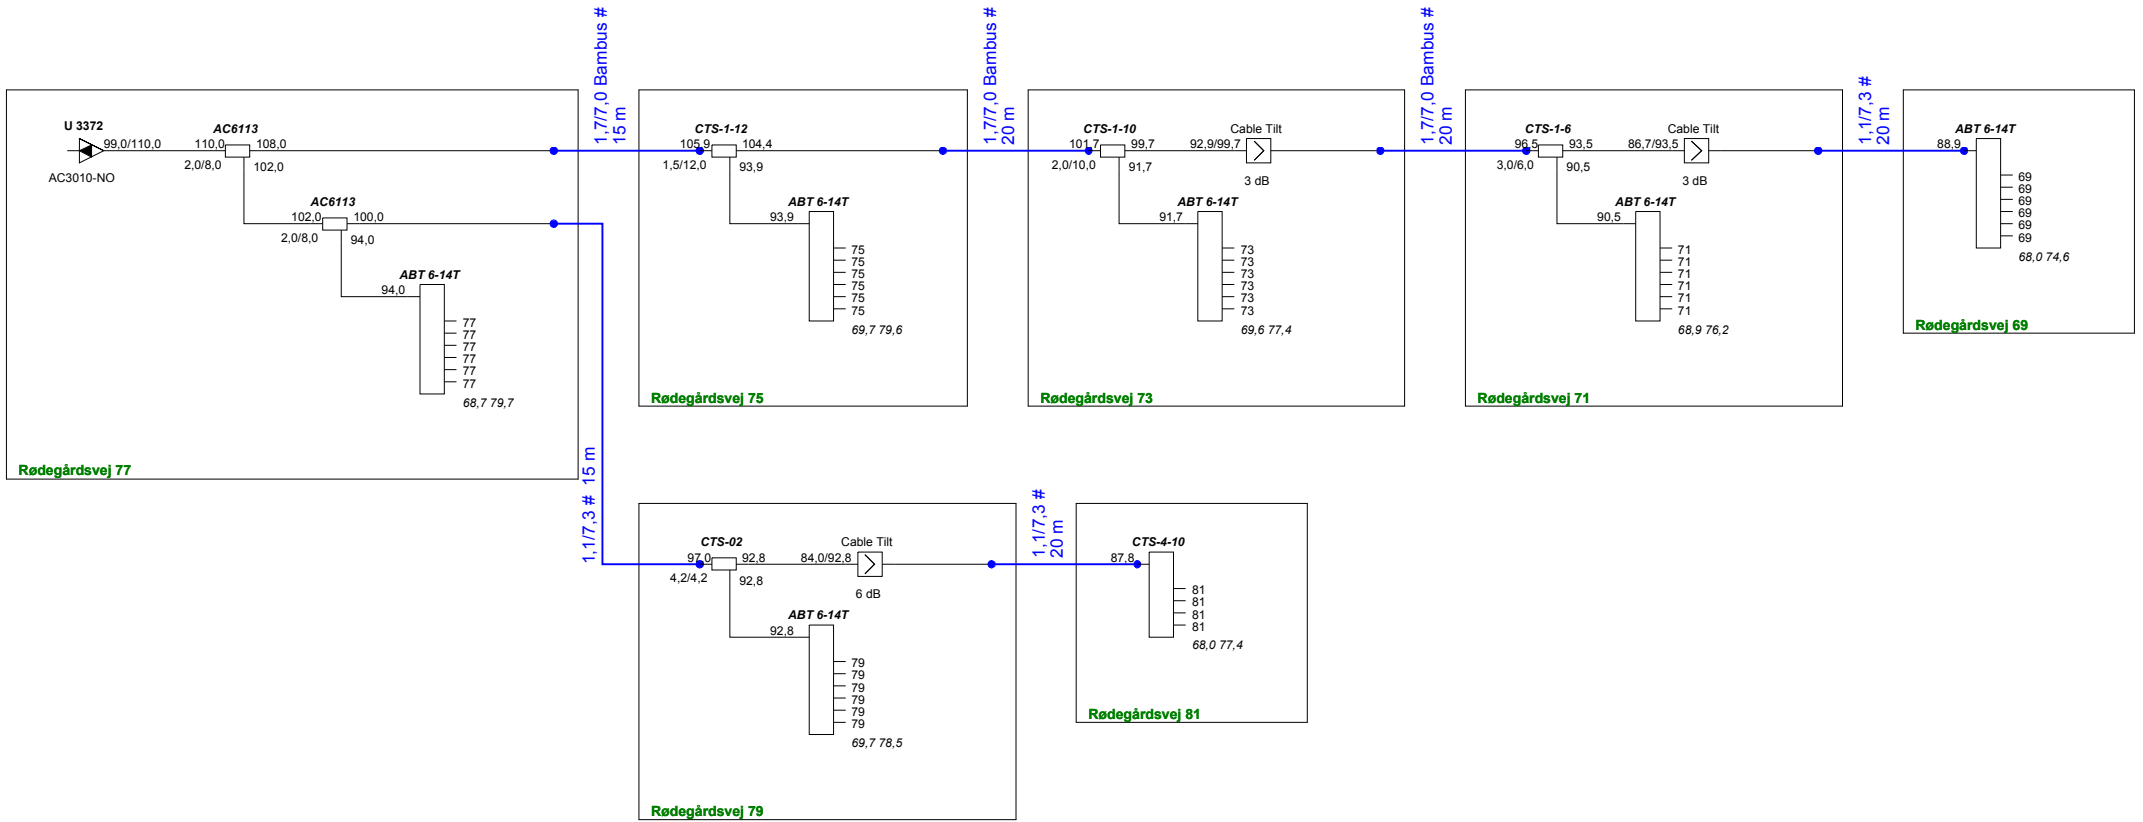 U 3372
99,0/110,0
AC3010-NO
AC6113
110,0
108,0
2,0/8,0
102,0
AC6113
102,0
100,0
2,0/8,0
94,0
ABT 6-14T
94,0
77
77
77
77
77
77
68,7 79,7
Rødegårdsvej 77
1,7/7,0 Bambus #
15 m
CTS-1-12
105,9
104,4
1,5/12,0
93,9
ABT 6-14T
93,9
75
75
75
75
75
75
69,7 79,6
Rødegårdsvej 75
1,7/7,0 Bambus #
20 m
CTS-1-10
101,7
99,7
2,0/10,0
91,7
Cable Tilt
92,9/99,7
3 dB
ABT 6-14T
91,7
73
73
73
73
73
73
69,6 77,4
Rødegårdsvej 73
1,7/7,0 Bambus #
20 m
CTS-1-6
96,5
93,5
3,0/6,0
90,5
Cable Tilt
86,7/93,5
3 dB
ABT 6-14T
90,5
71
71
71
71
71
71
68,9 76,2
Rødegårdsvej 71
1,1/7,3 #
20 m
ABT 6-14T
88,9
69
69
69
69
69
69
68,0 74,6
Rødegårdsvej 69
1,1/7,3 # 15 m
CTS-02
97,0
92,8
4,2/4,2
92,8
Cable Tilt
84,0/92,8
6 dB
ABT 6-14T
92,8
79
79
79
79
79
79
69,7 78,5
Rødegårdsvej 79
1,1/7,3 #
20 m
CTS-4-10
87,8
81
81
81
81
68,0 77,4
Rødegårdsvej 81